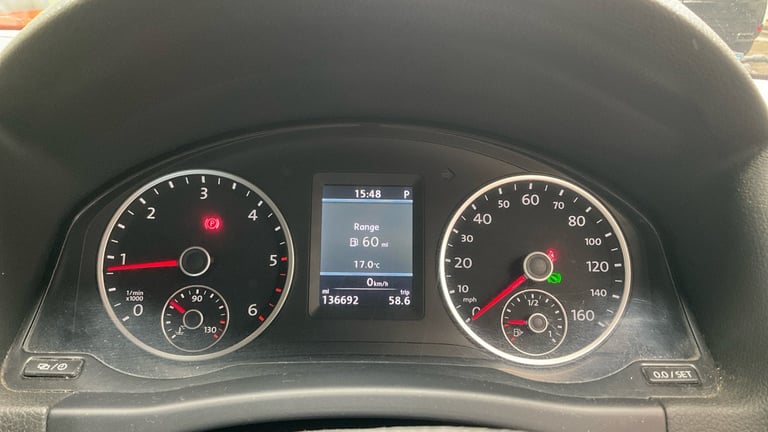 1
2
3
4
5
6
0
1/min
x1000
90
130
(P)
15:48 P
Range
60 mi
17.0°C
0km/h
mi trip
136692 58.6
0
10
20
30
40
60
70
80
100
120
140
160
mph
1/2
1
0.0 / SET